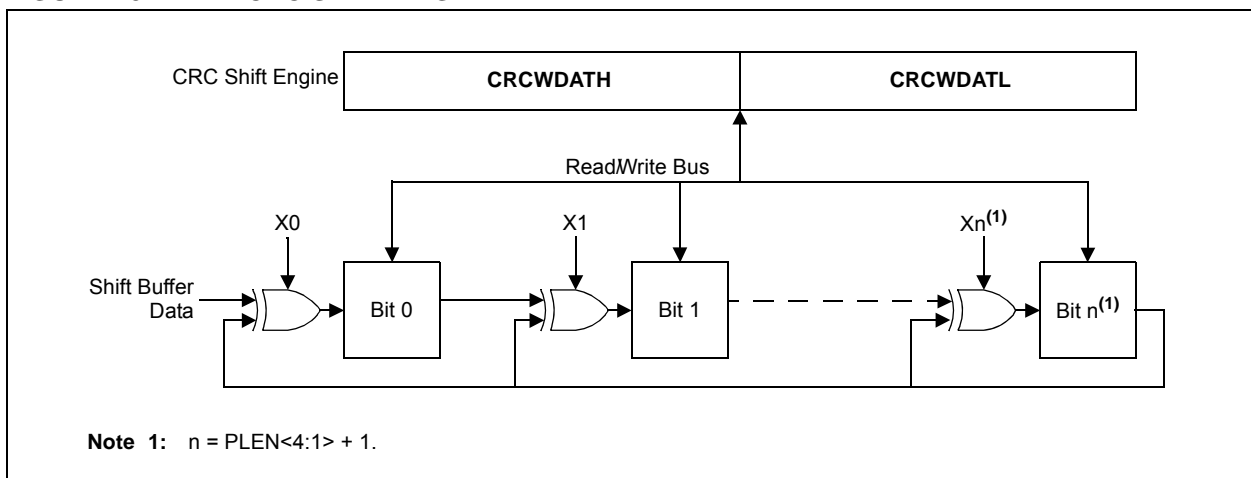 CRC Shift Engine
CRCWDATH
CRCWDATL
Read/Write Bus
X0
X1
Xn(1)
Shift Buffer
Data
Bit 0
Bit 1
Bit n(1)
Note 1: n = PLEN<4:1> + 1.